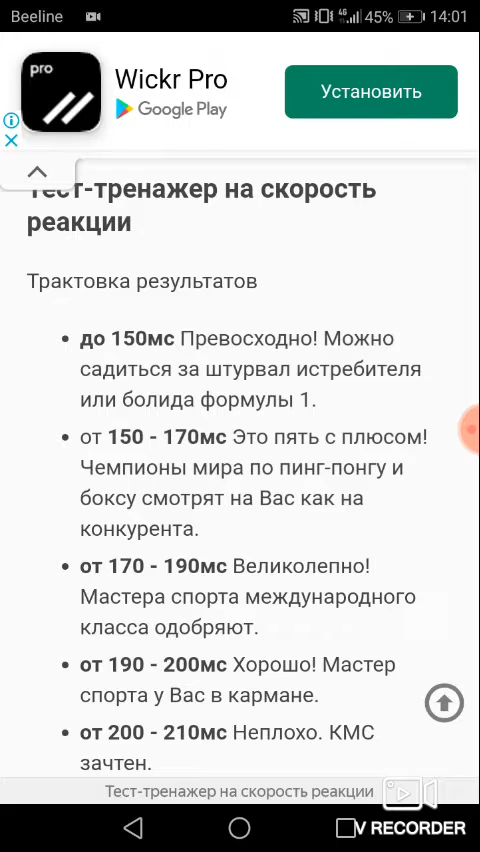 Beeline 4G 45% 14:01
pro
Wickr Pro
Google Play
Установить
Тест-тренажер на скорость
реакции
Трактовка результатов
• до 150мс Превосходно! Можно
садиться за штурвал истребителя
или болида формулы 1.
• от 150 - 170мс Это пять с плюсом!
Чемпионы мира по пинг-понгу и
боксу смотрят на Вас как на
конкурента.
• от 170 - 190мс Великолепно!
Мастера спорта международного
класса одобряют.
• от 190 - 200мс Хорошо! Мастер
спорта у Вас в кармане.
• от 200 - 210мс Неплохо. КМС
зачтен.
Тест-тренажер на скорость реакции
V RECORDER